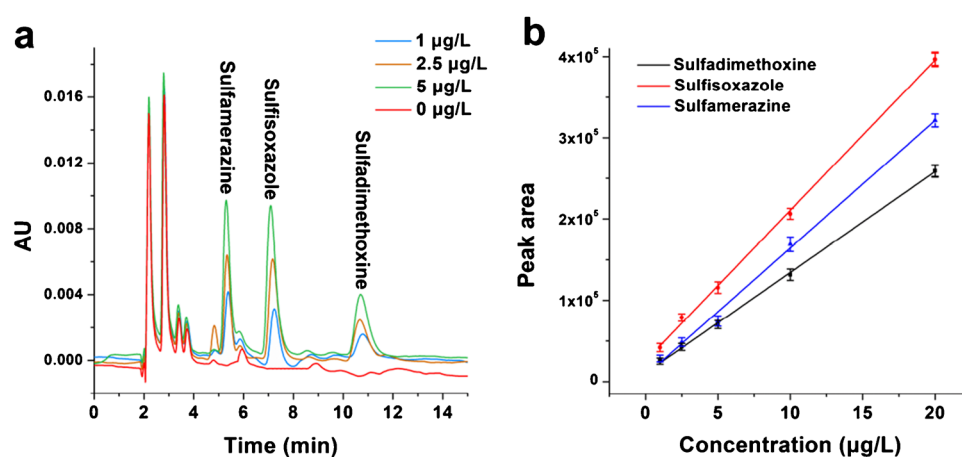 a
1 µg/L
2.5 µg/L
5 µg/L
0 µg/L
Sulfamerazine
Sulfisoxazole
Sulfadimethoxine
0.016
0.012
0.008
0.004
0.000
AU
0 2 4 6 8 10 12 14
Time (min)
b
Sulfadimethoxine
Sulfisoxazole
Sulfamerazine
4x10⁵
3x10⁵
2x10⁵
1x10⁵
0
Peak area
0 5 10 15 20
Concentration (µg/L)